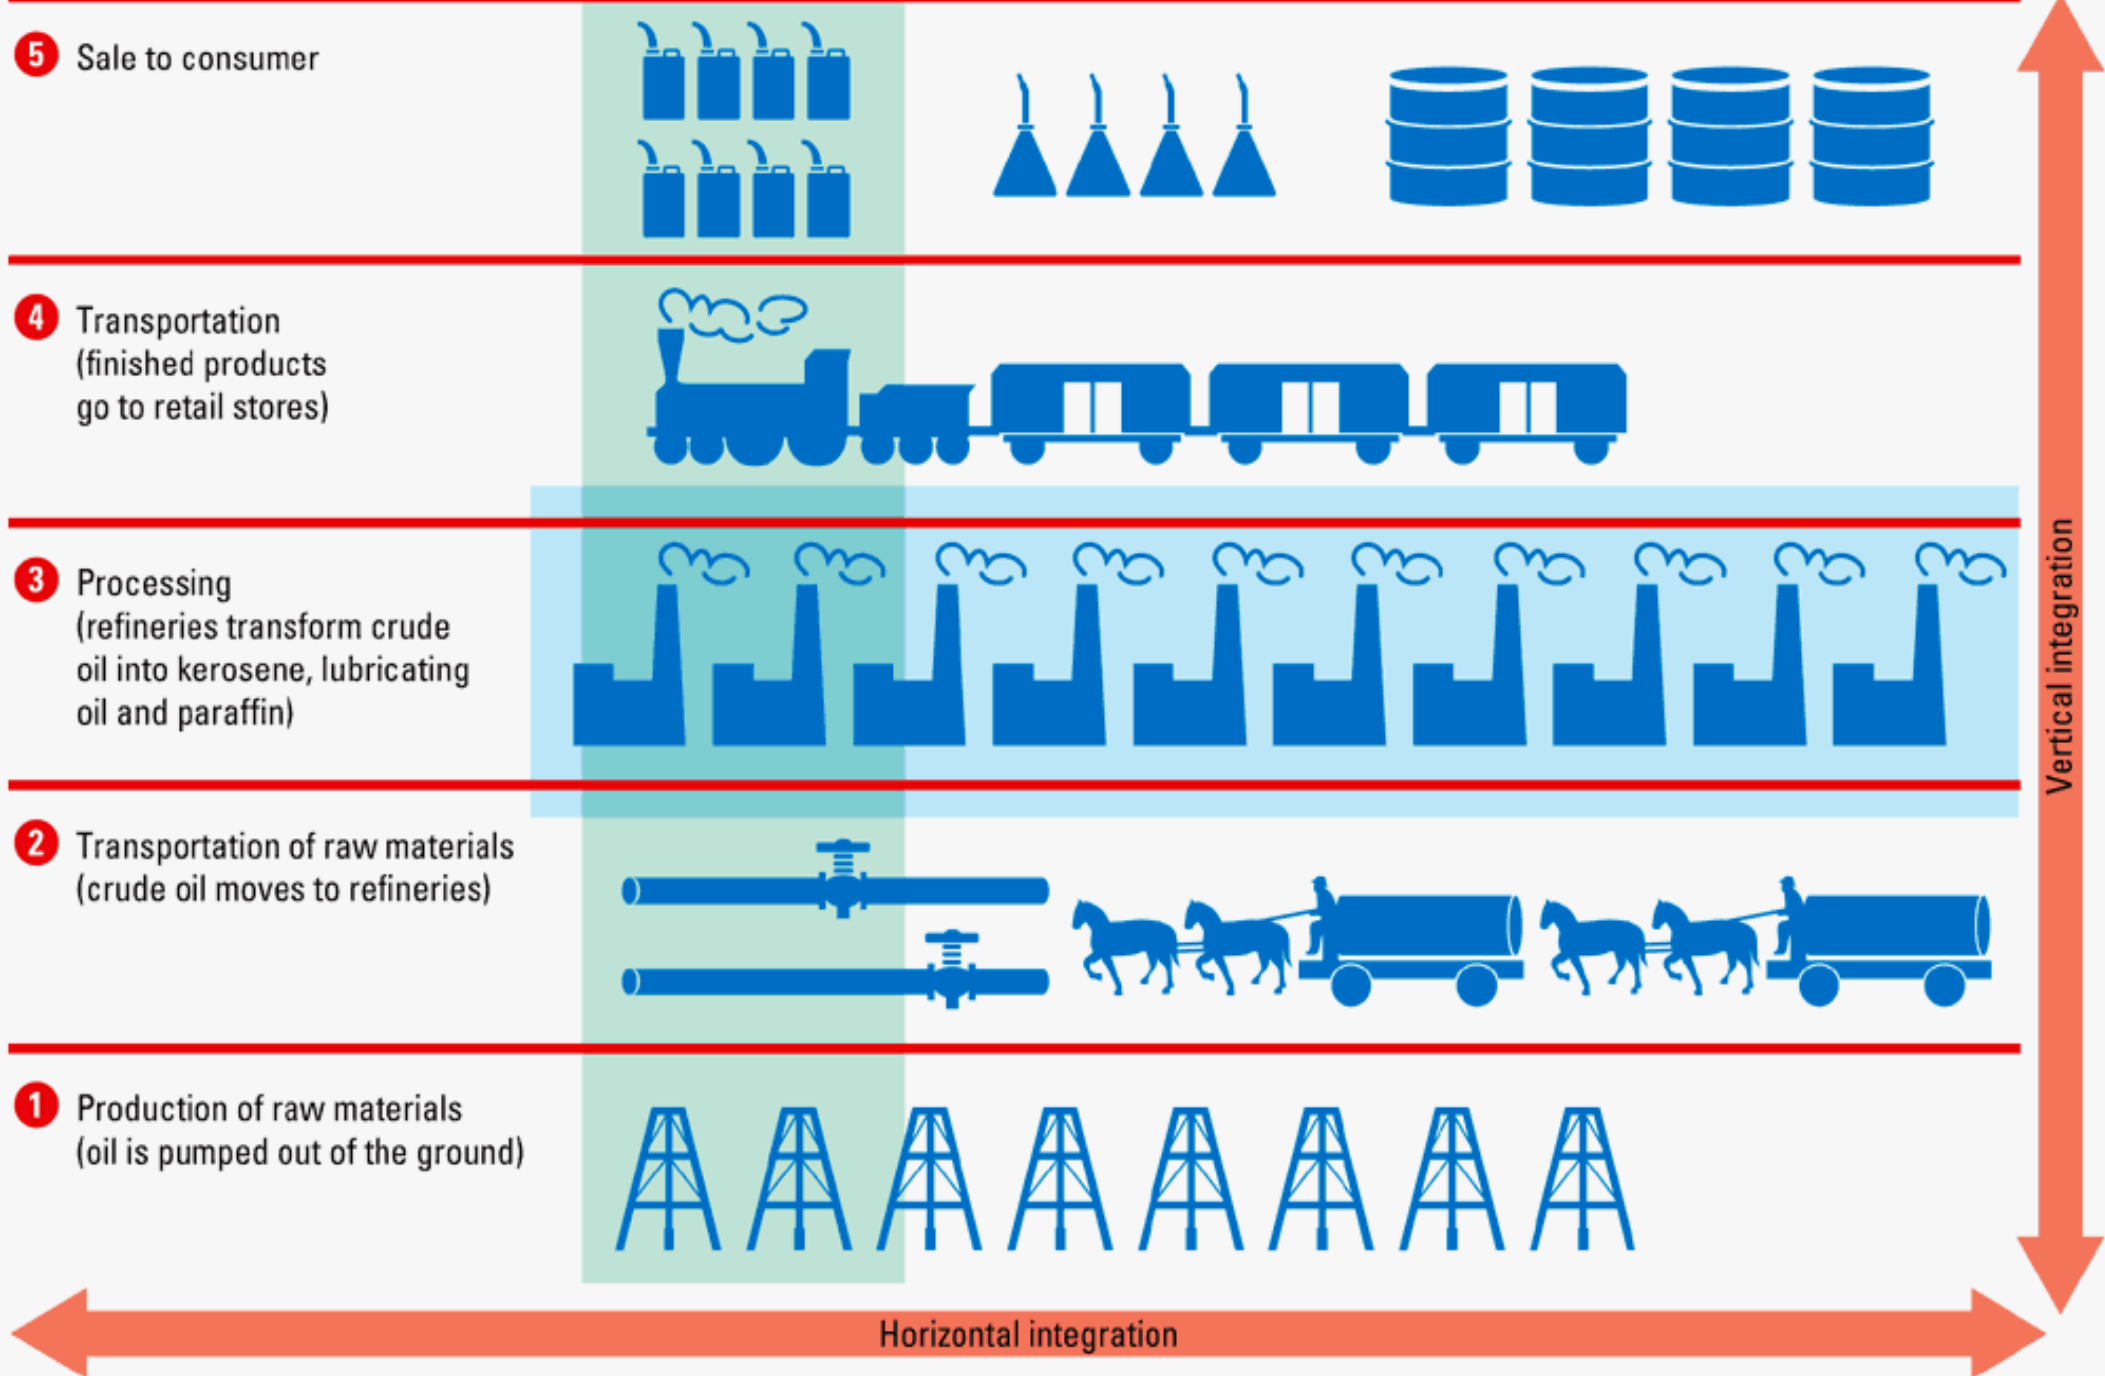 5 Sale to consumer
4 Transportation
(finished products
go to retail stores)
3 Processing
(refineries transform crude
oil into kerosene, lubricating
oil and paraffin)
2 Transportation of raw materials
(crude oil moves to refineries)
1 Production of raw materials
(oil is pumped out of the ground)
Vertical integration
Horizontal integration